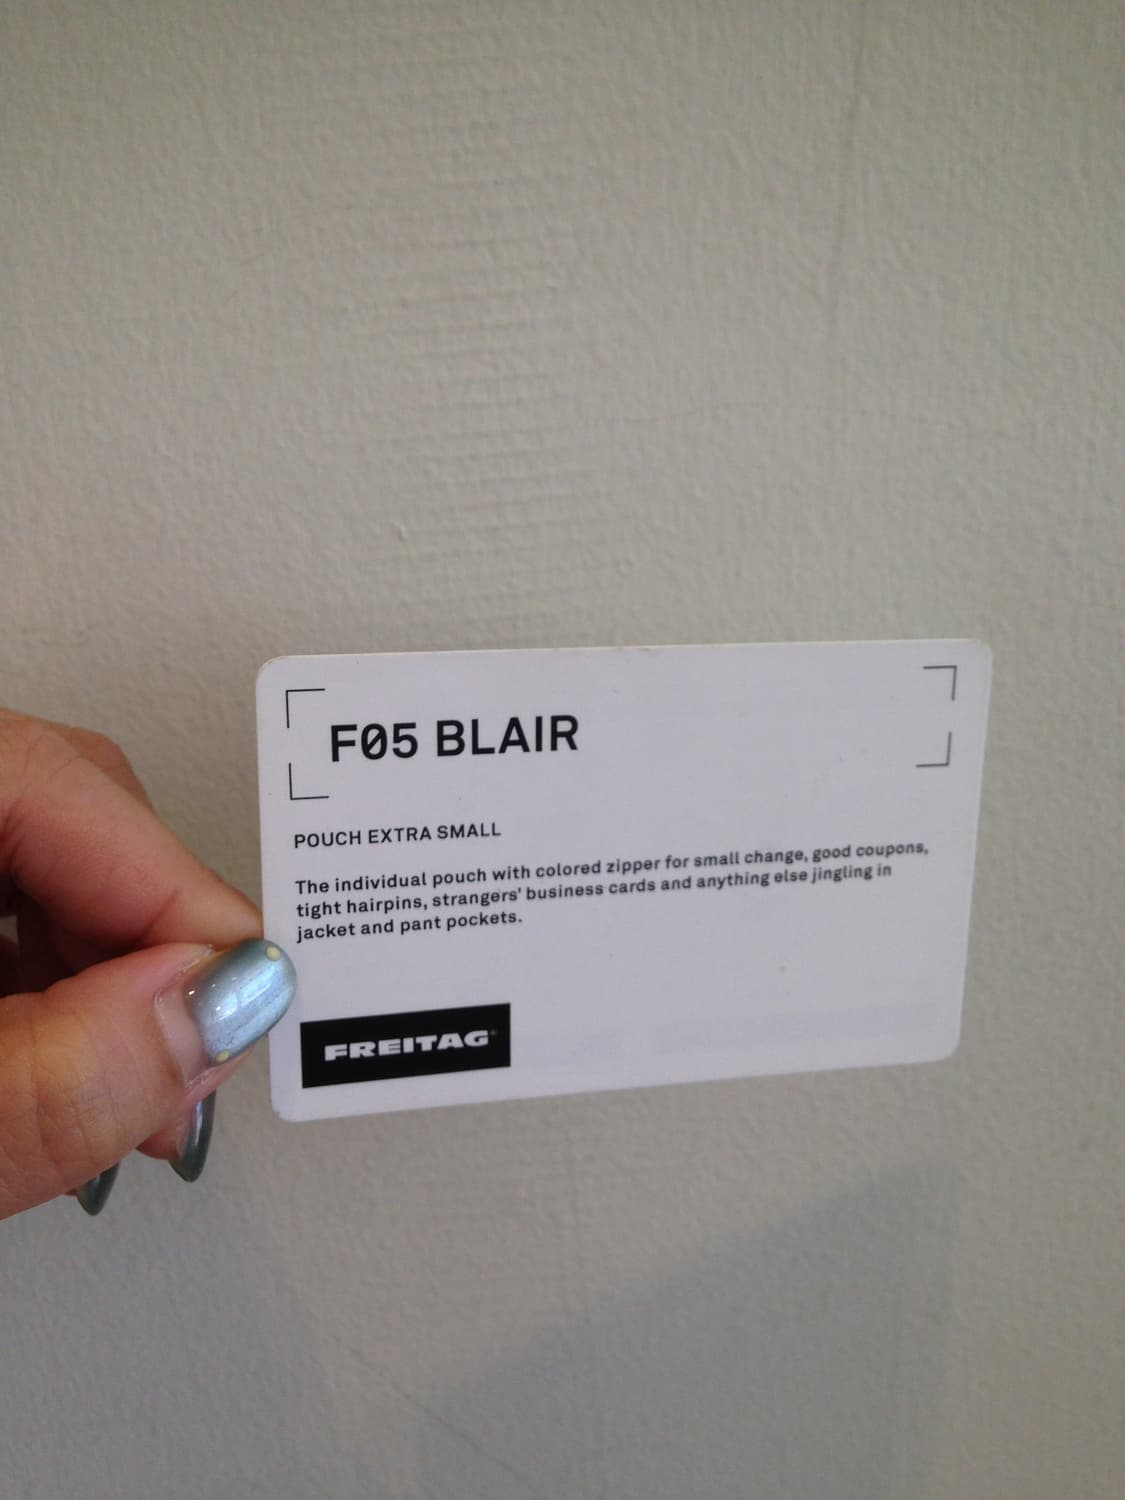 F05 BLAIR
POUCH EXTRA SMALL
The individual pouch with colored zipper for small change, good coupons,
tight hairpins, strangers' business cards and anything else jingling in
jacket and pant pockets.
FREITAG®